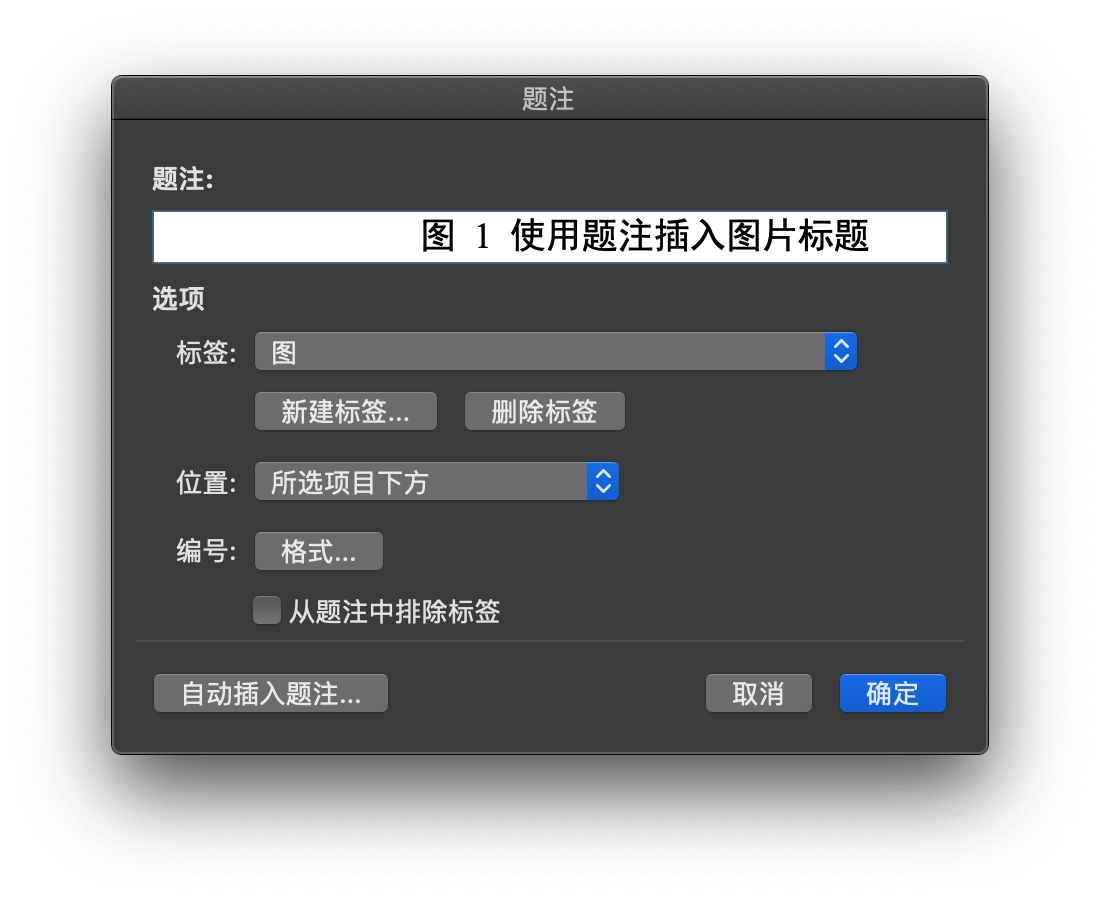 题注
题注:
图 1 使用题注插入图片标题
选项
标签: 图
新建标签... 删除标签
位置: 所选项目下方
编号: 格式...
从题注中排除标签
自动插入题注... 取消 确定